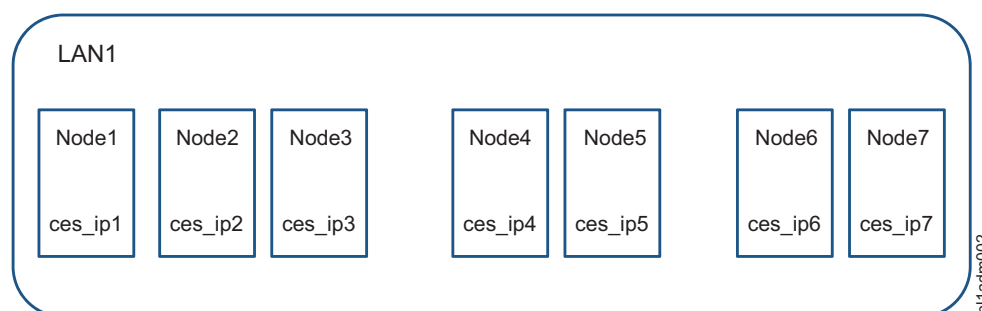 LAN1
Node1 Node2 Node3 Node4 Node5 Node6 Node7
ces_ip1 ces_ip2 ces_ip3 ces_ip4 ces_ip5 ces_ip6 ces_ip7